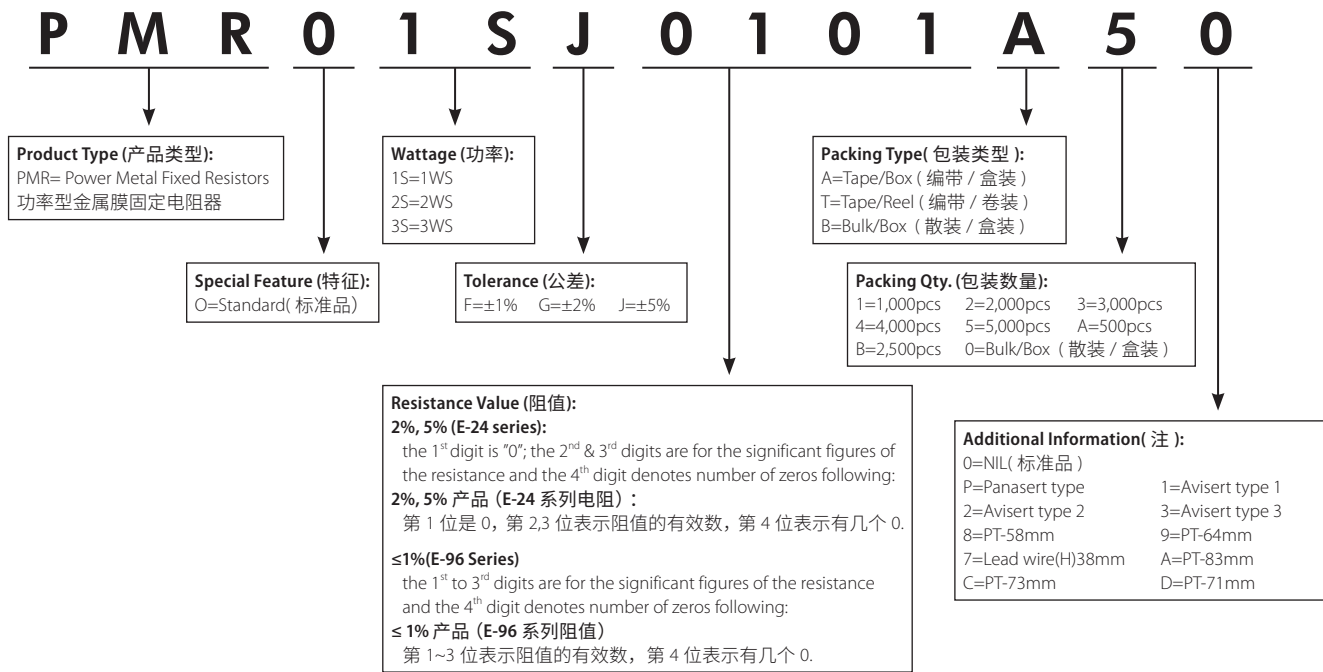 P M R 0 1 S J 0 1 0 1 A 5 0
Product Type (产品类型):
PMR= Power Metal Fixed Resistors
功率型金属膜固定电阻器
Wattage (功率):
1S=1WS
2S=2WS
3S=3WS
Packing Type( 包装类型 ):
A=Tape/Box ( 编带 / 盒装 )
T=Tape/Reel ( 编带 / 卷装 )
B=Bulk/Box ( 散装 / 盒装 )
Special Feature (特征):
O=Standard( 标准品)
Tolerance (公差):
F=±1% G=±2% J=±5%
Packing Qty. (包装数量):
1=1,000pcs 2=2,000pcs 3=3,000pcs
4=4,000pcs 5=5,000pcs A=500pcs
B=2,500pcs 0=Bulk/Box ( 散装 / 盒装 )
Resistance Value (阻值):
2%, 5% (E-24 series):
the 1st digit is "0"; the 2nd & 3rd digits are for the significant figures of
the resistance and the 4th digit denotes number of zeros following:
2%, 5% 产品（E-24 系列电阻）:
第 1 位是 0，第 2,3 位表示阻值的有效数，第 4 位表示有几个 0.
≤1%(E-96 Series)
the 1st to 3rd digits are for the significant figures of the resistance
and the 4th digit denotes number of zeros following:
≤ 1% 产品（E-96 系列阻值）
第 1~3 位表示阻值的有效数，第 4 位表示有几个 0.
Additional Information( 注 ):
0=NIL( 标准品 )
P=Panasert type 1=Avisert type 1
2=Avisert type 2 3=Avisert type 3
8=PT-58mm 9=PT-64mm
7=Lead wire(H)38mm A=PT-83mm
C=PT-73mm D=PT-71mm